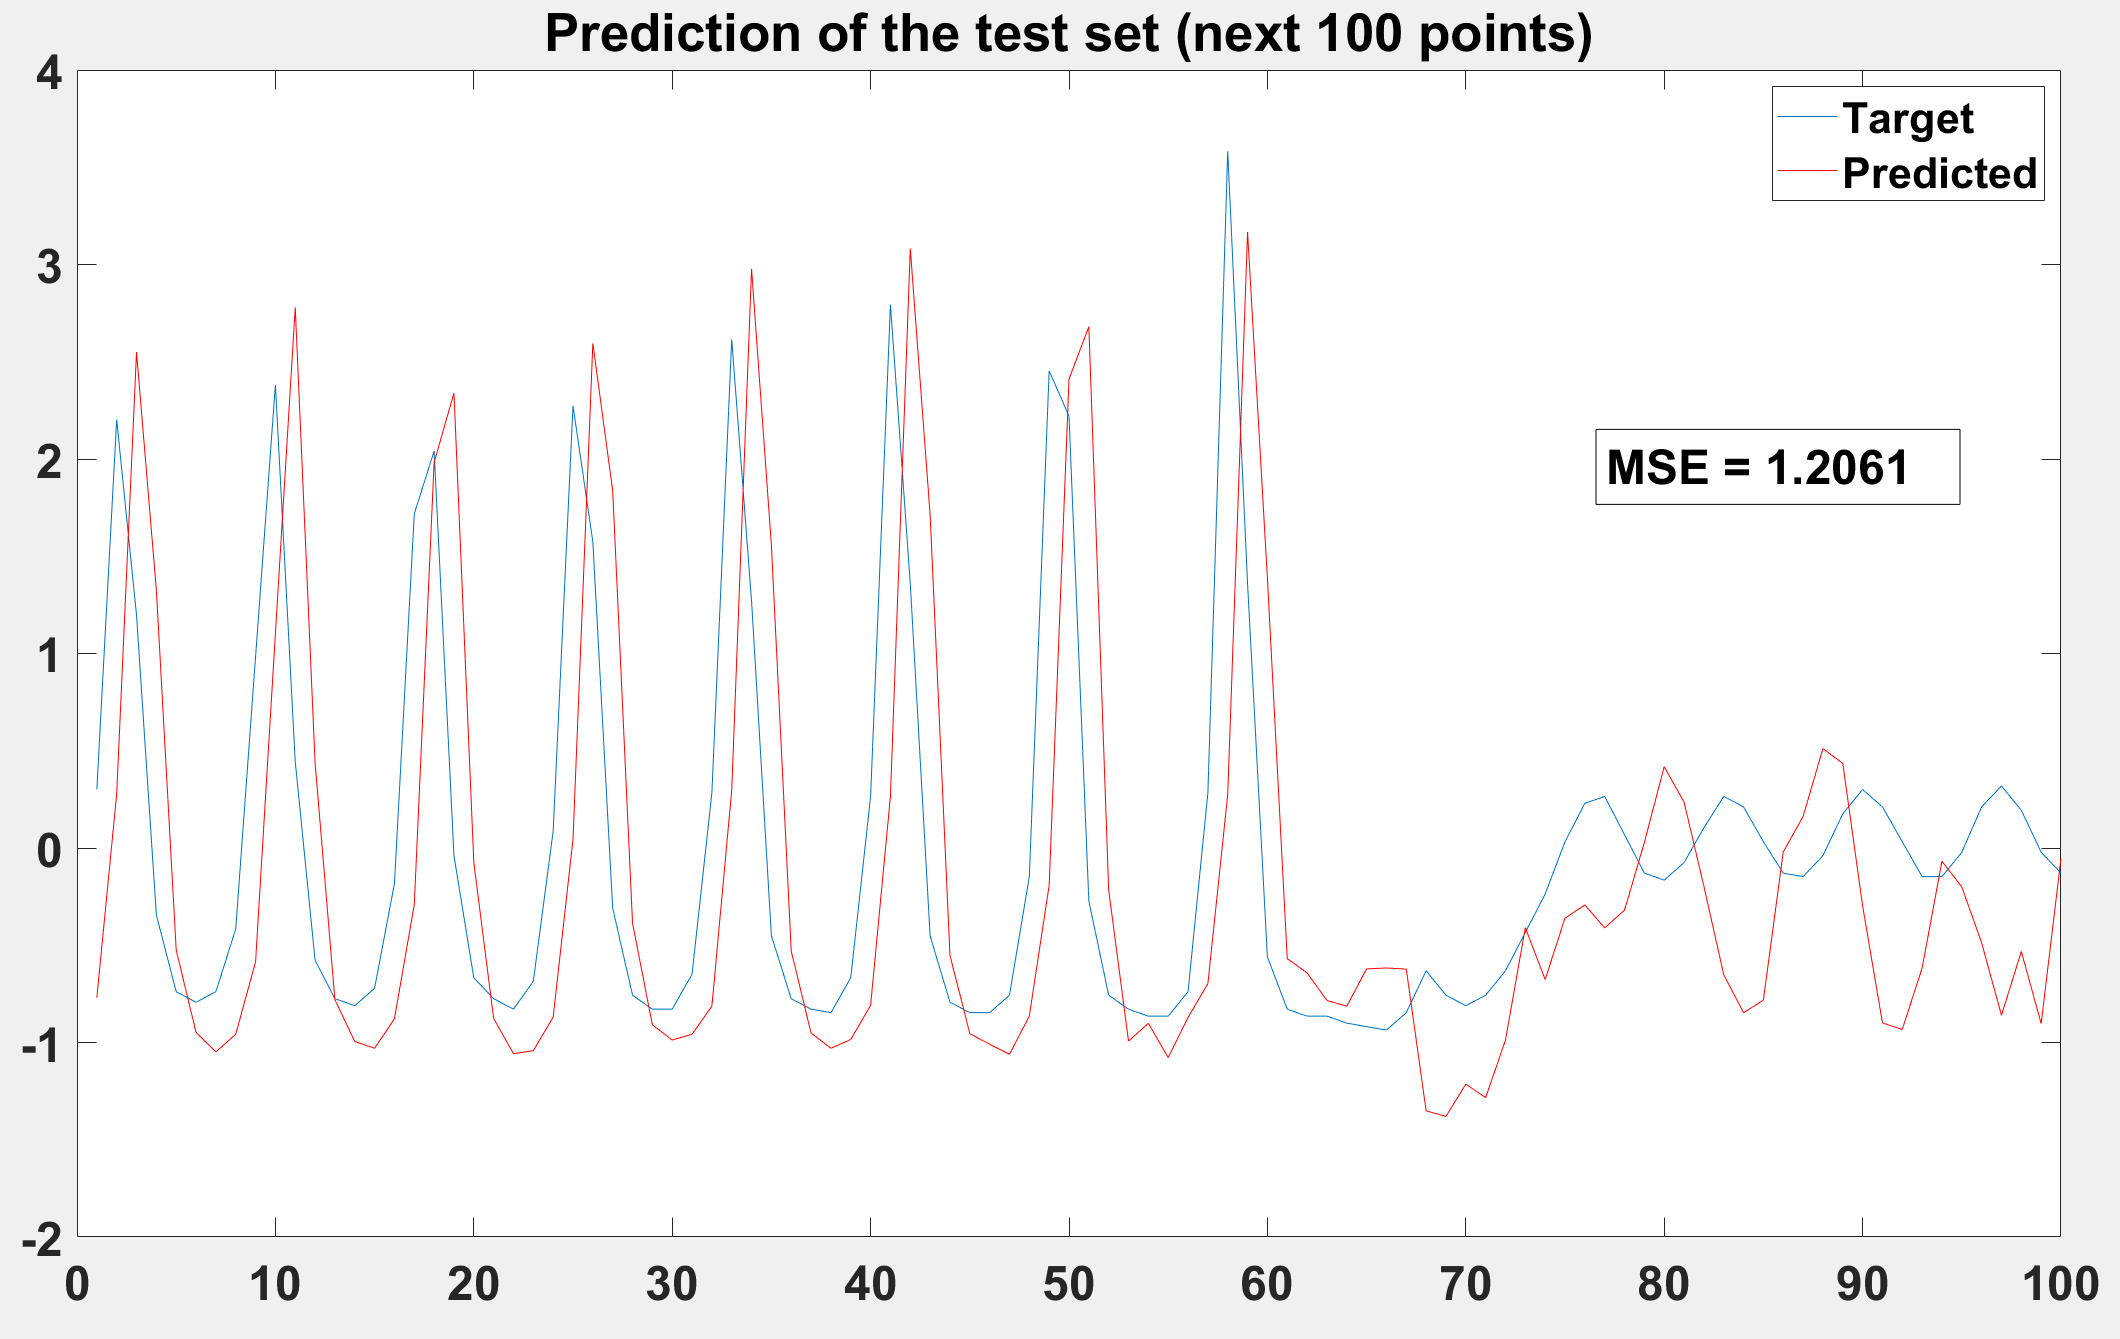 Prediction of the test set (next 100 points)
4
3
2
1
0
-1
-2
Target
Predicted
MSE = 1.2061
0 10 20 30 40 50 60 70 80 90 100